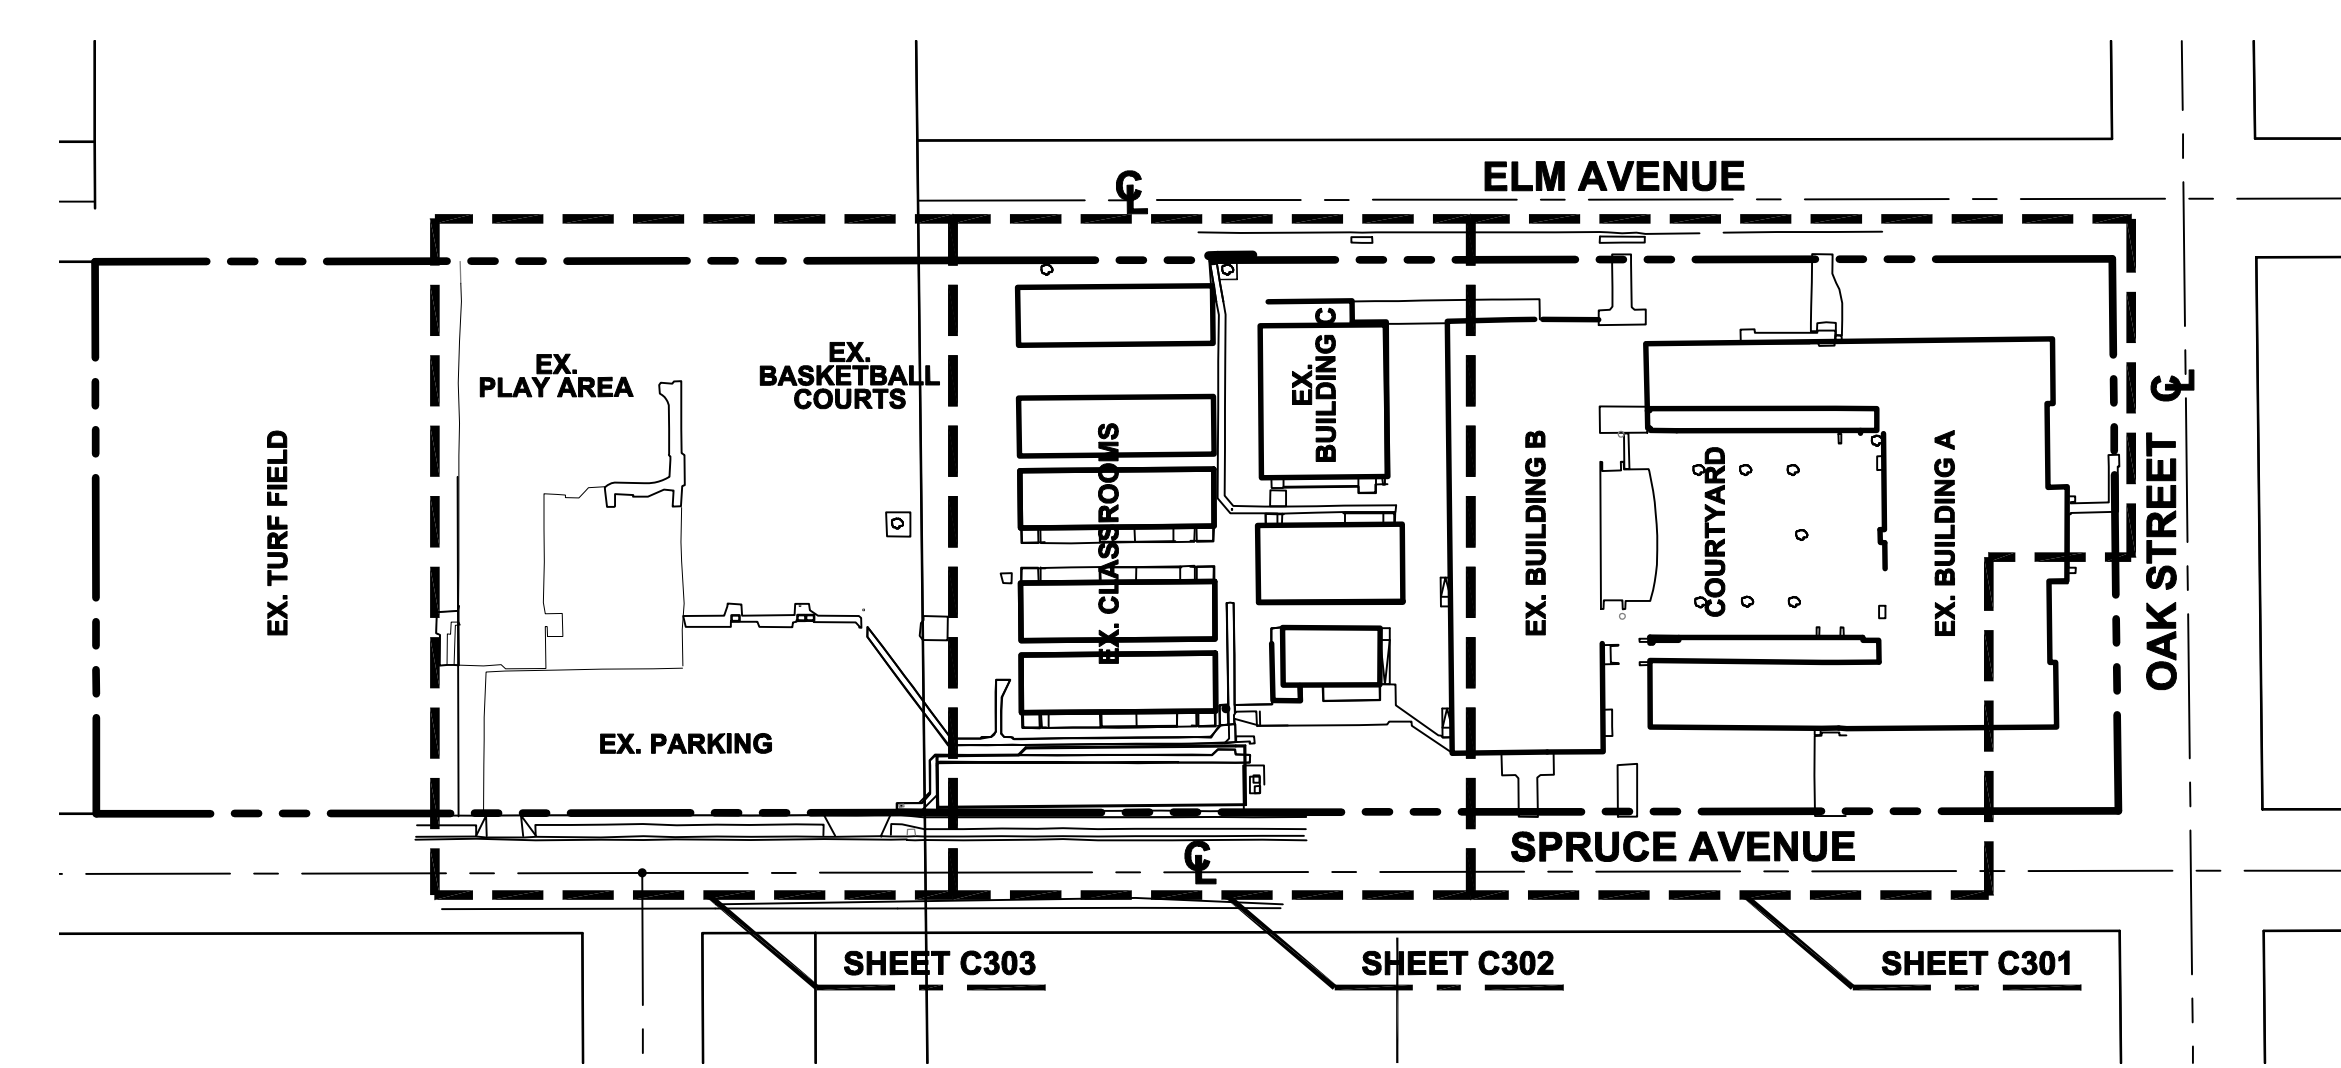 ELM AVENUE
℄
EX.
PLAY AREA
EX.
BASKETBALL
COURTS
EX. TURF FIELD
EX. CLASSROOMS
EX.
BUILDING C
EX. BUILDING B
COURTYARD
EX. BUILDING A
OAK STREET ℄
EX. PARKING
℄
SPRUCE AVENUE
SHEET C303
SHEET C302
SHEET C301